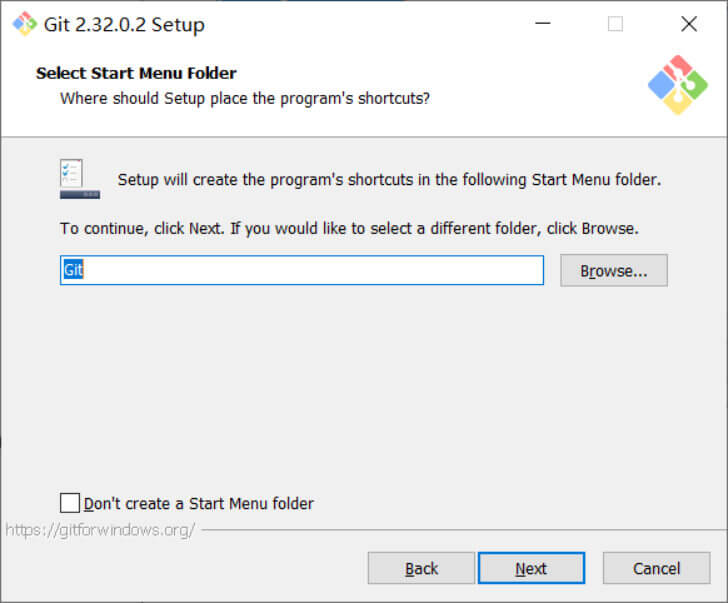 Git 2.32.0.2 Setup
Select Start Menu Folder
Where should Setup place the program's shortcuts?
Setup will create the program's shortcuts in the following Start Menu folder.
To continue, click Next. If you would like to select a different folder, click Browse.
Git
Browse...
Don't create a Start Menu folder
https://gitforwindows.org/
Back
Next
Cancel